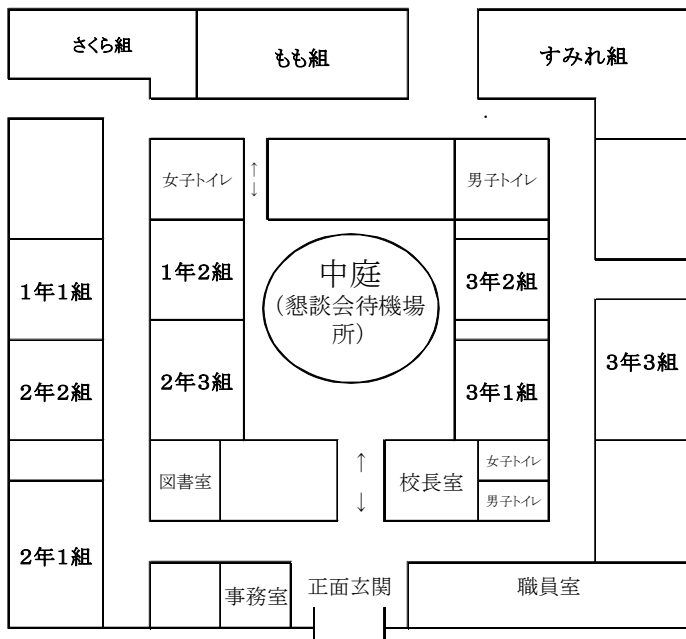 さくら組
もも組
すみれ組
女子トイレ
↑
↓
男子トイレ
1年1組
1年2組
中庭
(懇談会待機場
所)
3年2組
2年2組
2年3組
3年1組
3年3組
図書室
↑
↓
校長室
女子トイレ
男子トイレ
2年1組
事務室
正面玄関
職員室